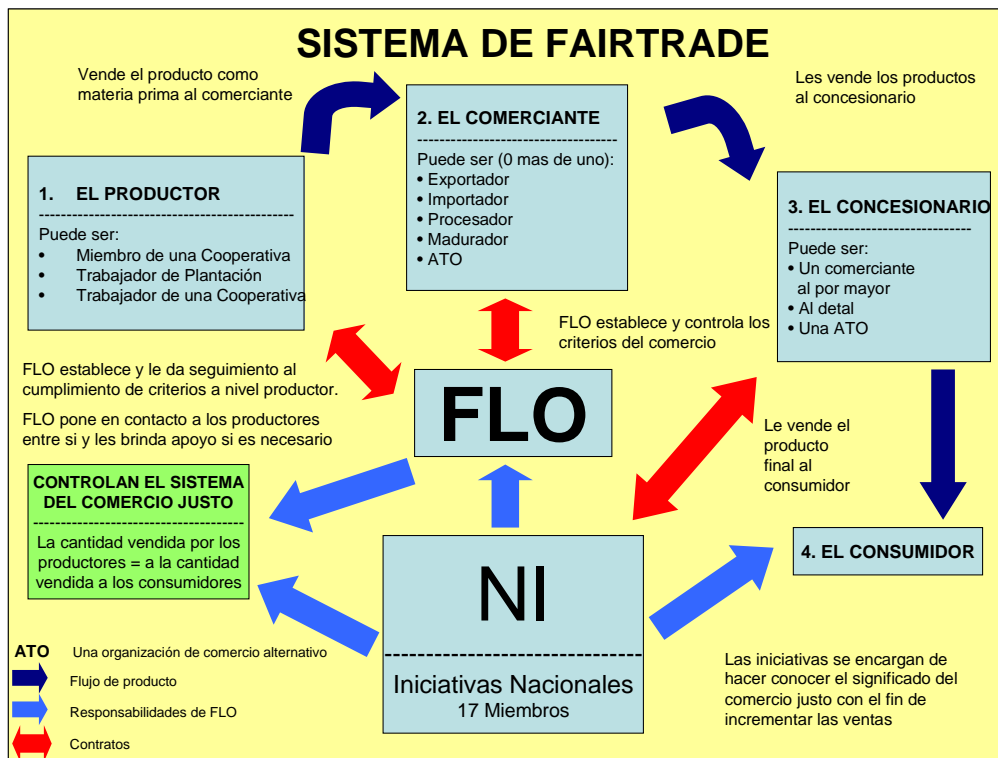 SISTEMA DE FAIRTRADE
Vende el producto como
materia prima al comerciante
Les vende los productos
al concesionario
2. EL COMERCIANTE
--------------------------------
Puede ser (0 mas de uno):
• Exportador
• Importador
• Procesador
• Madurador
• ATO
1. EL PRODUCTOR
----------------------------------------------
Puede ser:
• Miembro de una Cooperativa
• Trabajador de Plantación
• Trabajador de una Cooperativa
3. EL CONCESIONARIO
---------------------------------
Puede ser:
• Un comerciante
al por mayor
• Al detal
• Una ATO
FLO establece y controla los
criterios del comercio
FLO establece y le da seguimiento al
cumplimiento de criterios a nivel productor.
FLO pone en contacto a los productores
entre si y les brinda apoyo si es necesario
FLO
Le vende el
producto
final al
consumidor
CONTROLAN EL SISTEMA
DEL COMERCIO JUSTO
--------------------------------------
La cantidad vendida por los
productores = a la cantidad
vendida a los consumidores
4. EL CONSUMIDOR
NI
----------------------------
Iniciativas Nacionales
17 Miembros
Las iniciativas se encargan de
hacer conocer el significado del
comercio justo con el fin de
incrementar las ventas
ATO Una organización de comercio alternativo
Flujo de producto
Responsabilidades de FLO
Contratos